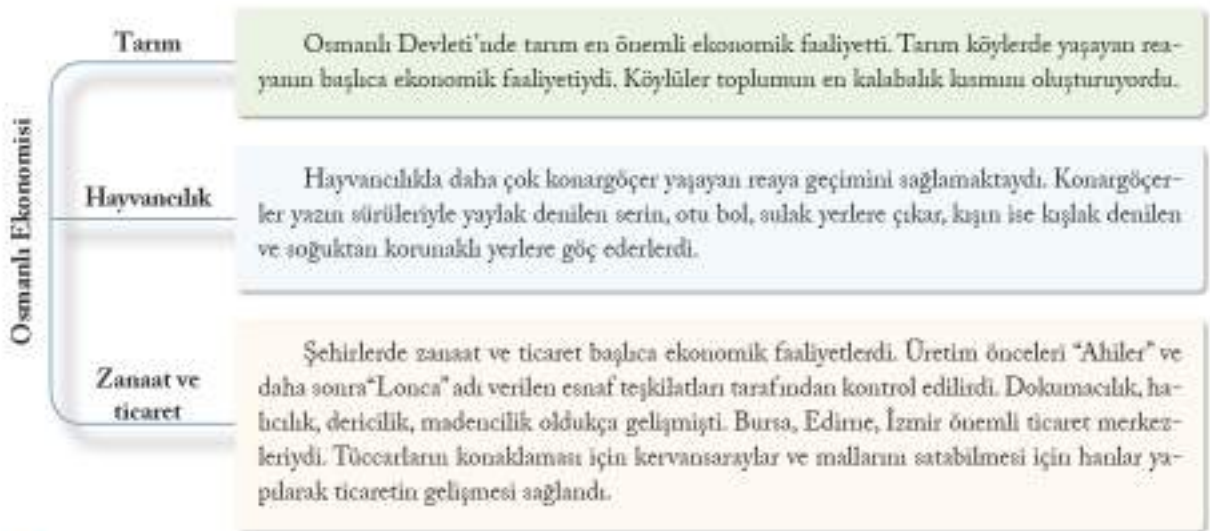 Osmanlı Ekonomisi
Tarım
Osmanlı Devleti'nde tarım en önemli ekonomik faaliyetti. Tarım köylerde yaşayan rea-
yanın başlıca ekonomik faaliyetiydi. Köylüler toplumun en kalabalık kısmını oluşturuyordu.
Hayvancılık
Hayvancılıkla daha çok konargöçer yaşayan reaya geçimini sağlamaktaydı. Konargöçer-
ler yazın sürüleriyle yaylak denilen serin, otu bol, sulak yerlere çıkar, kışın ise kışlak denilen
ve soğuktan korunaklı yerlere göç ederlerdi.
Zanaat ve
ticaret
Şehirlerde zanaat ve ticaret başlıca ekonomik faaliyetlerdi. Üretim önceleri "Ahiler" ve
daha sonra"Lonca" adı verilen esnaf teşkilatları tarafından kontrol edilirdi. Dokumacılık, ha-
lıcılık, dericilik, madencilik oldukça gelişmişti. Bursa, Edirne, İzmir önemli ticaret merkez-
leriydi. Tüccarların konaklaması için kervansaraylar ve mallarını satabilmesi için hanlar ya-
pılarak ticaretin gelişmesi sağlandı.